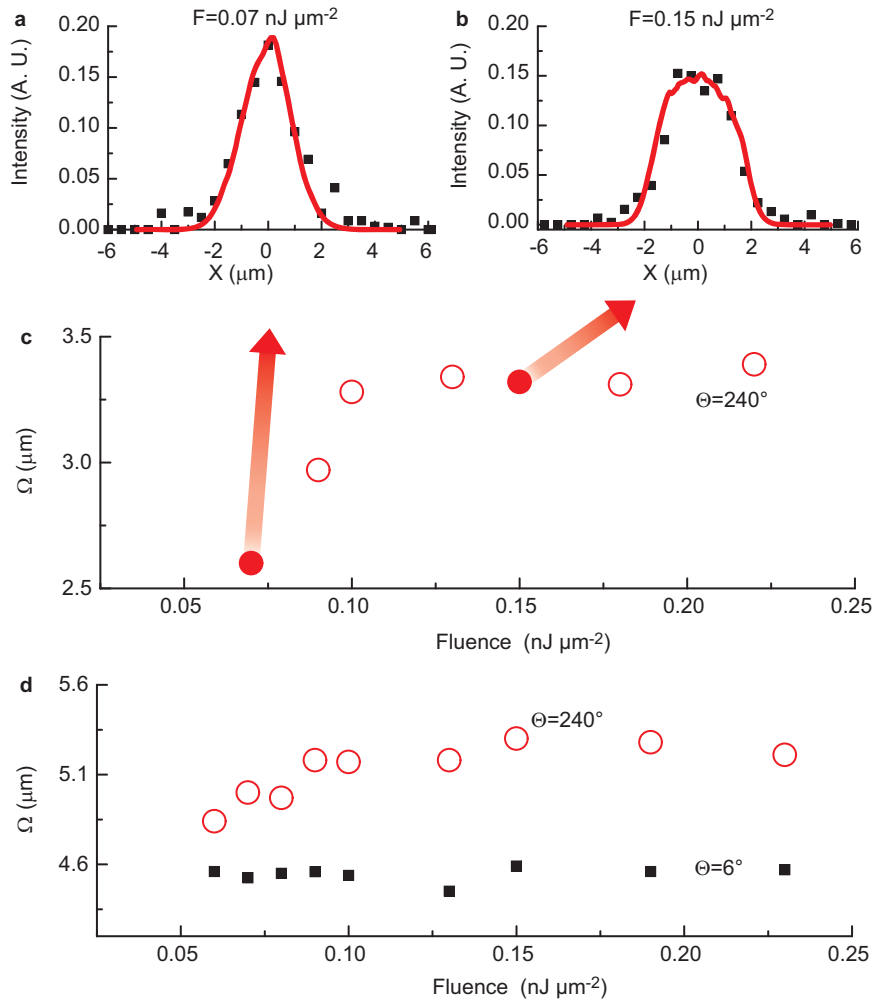 a
F=0.07 nJ μm-2
b
F=0.15 nJ μm-2
Intensity (A. U.)
0.20
0.15
0.10
0.05
0.00
-6 -4 -2 0 2 4 6
X (μm)
Intensity (A. U.)
0.20
0.15
0.10
0.05
0.00
-6 -4 -2 0 2 4 6
X (μm)
c
Ω (μm)
3.5
3.0
2.5
Θ=240°
0.05 0.10 0.15 0.20 0.25
Fluence (nJ μm-2)
d
Ω (μm)
5.6
5.1
4.6
Θ=240°
Θ=6°
0.05 0.10 0.15 0.20 0.25
Fluence (nJ μm-2)